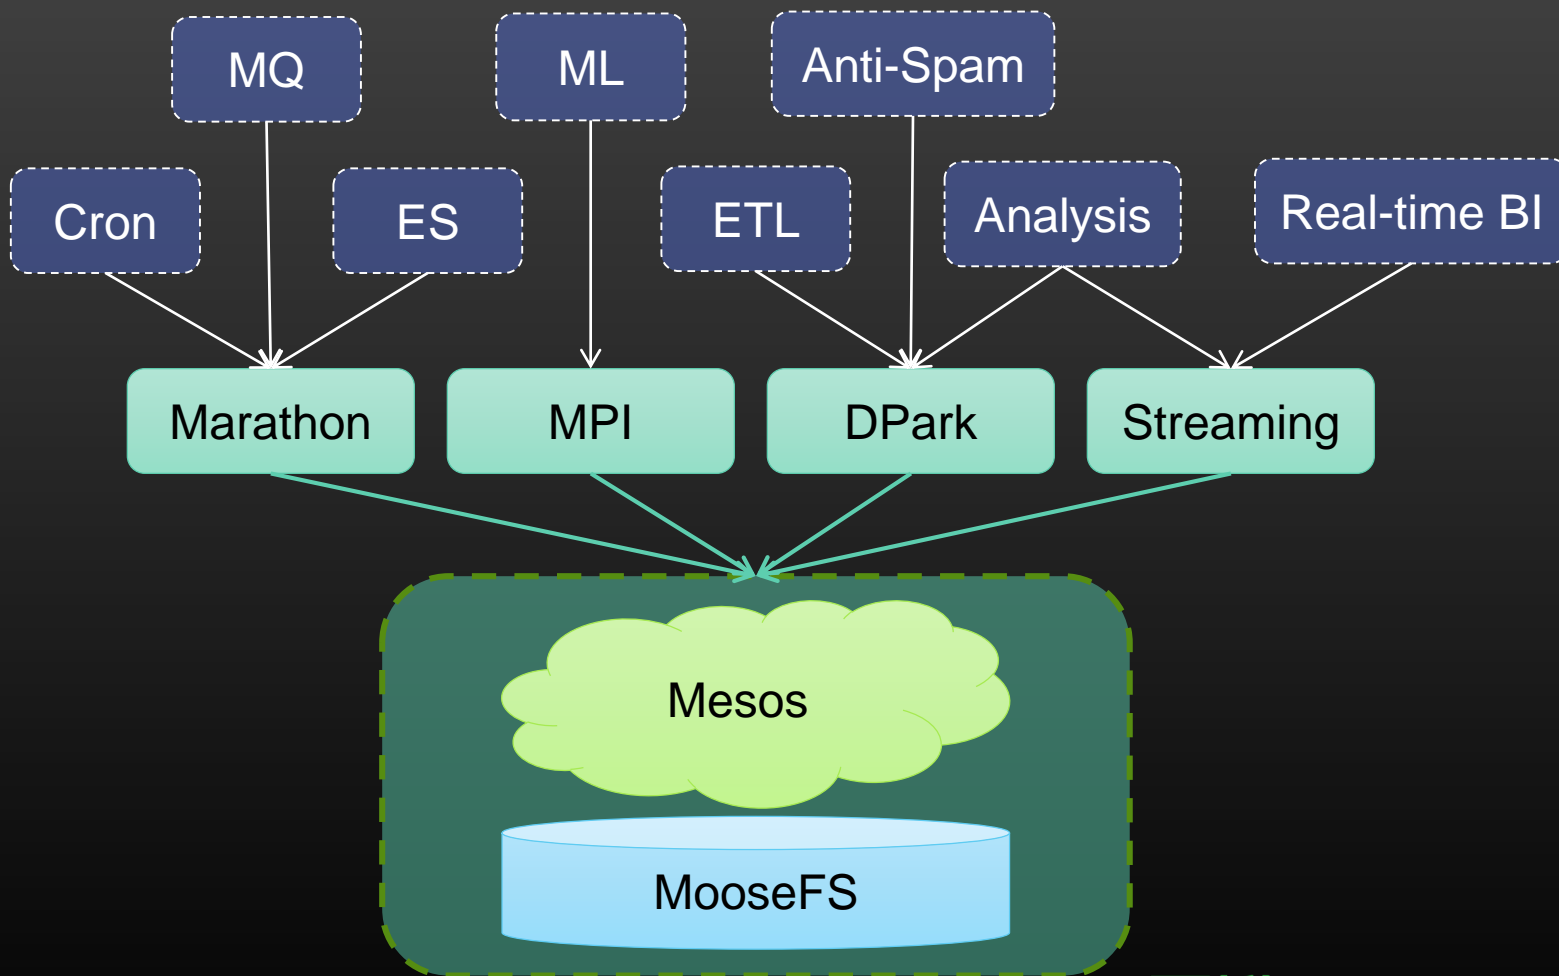 MQ
ML
Anti-Spam
Cron
ES
ETL
Analysis
Real-time BI
Marathon
MPI
DPark
Streaming
Mesos
MooseFS